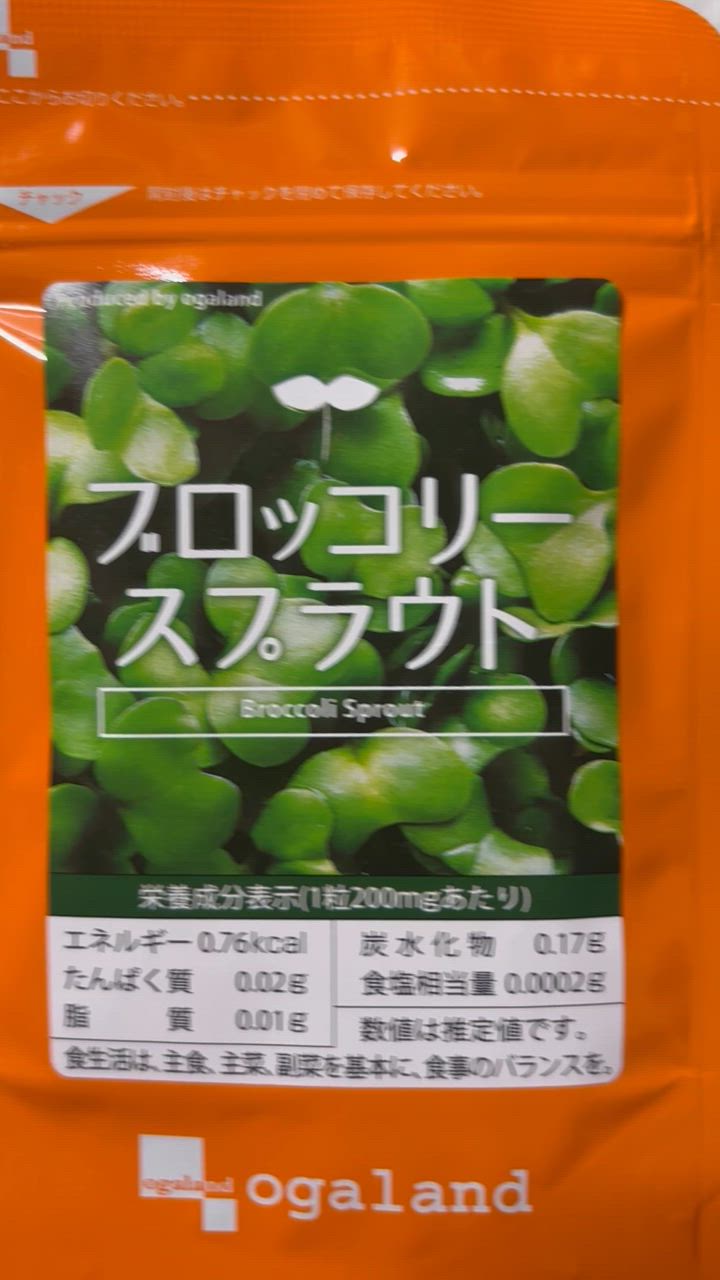 ogaland
ここからお切りください。
チャック
開封後はチャックを閉めて保存してください。
Produced by ogaland
ブロッコリー
スプラウト
Broccoli Sprout
栄養成分表示(1粒200mgあたり)
エネルギー 0.76kcal
たんぱく質 0.02g
脂質 0.01g
炭水化物 0.17g
食塩相当量 0.0002g
数値は推定値です。
食生活は、主食、主菜、副菜を基本に、食事のバランスを。
ogaland ogaland